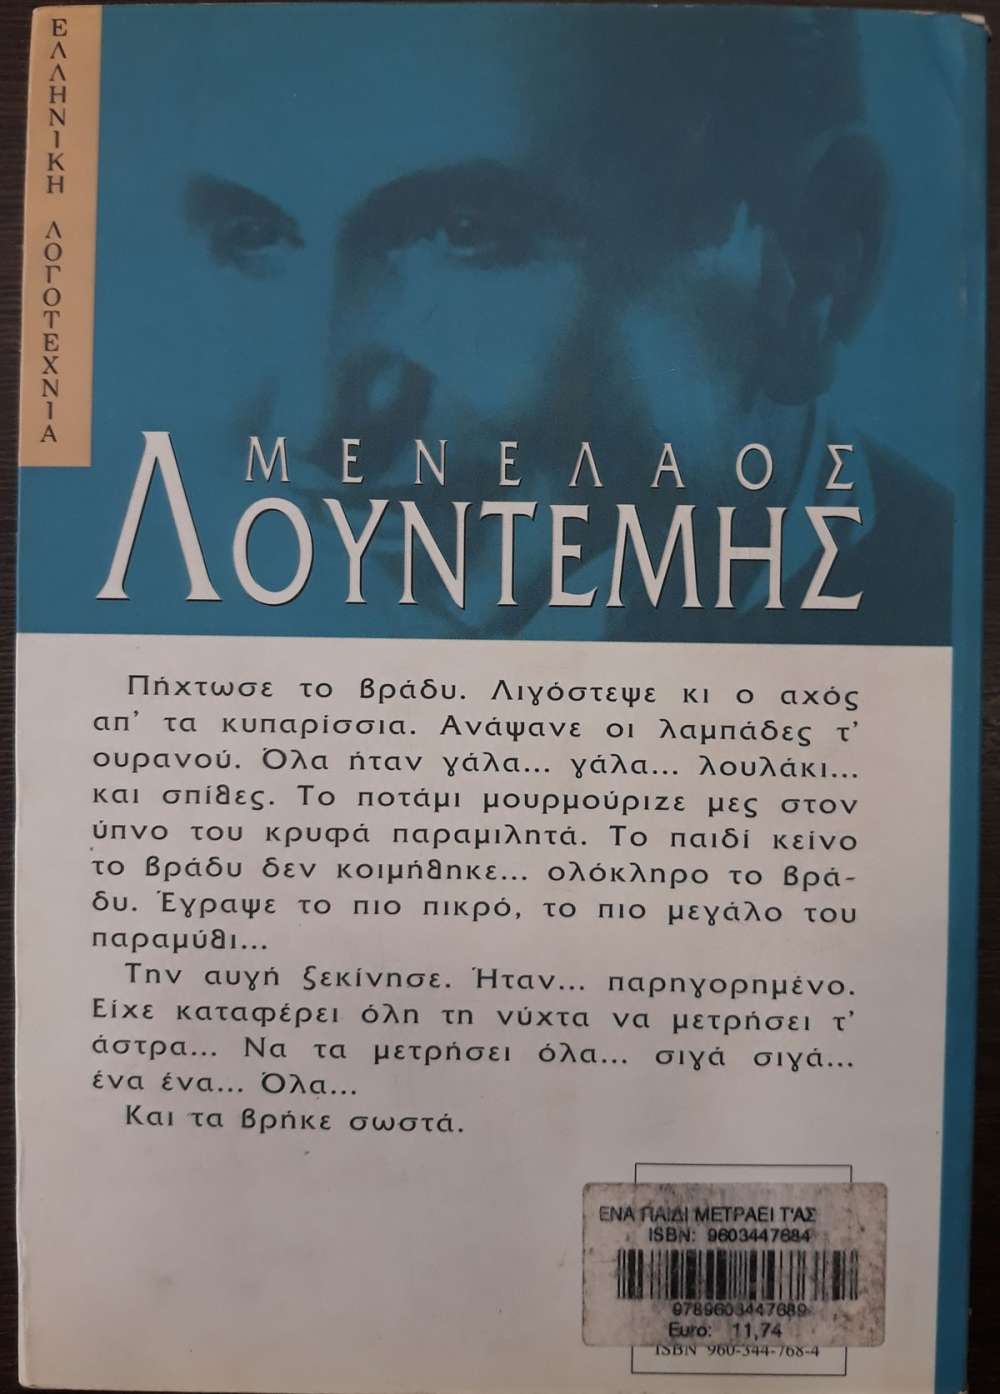 ΕΛΛΗΝΙΚΗ ΛΟΓΟΤΕΧΝΙΑ
ΜΕΝΕΛΑΟΣ
ΛΟΥΝΤΕΜΗΣ
Πήχτωσε το βράδυ. Λιγόστεψε κι ο αχός
απ' τα κυπαρίσσια. Ανάψανε οι λαμπάδες τ'
ουρανού. Όλα ήταν γάλα... γάλα... λουλάκι...
και σπίθες. Το ποτάμι μουρμούριζε μες στον
ύπνο του κρυφά παραμιλητά. Το παιδί κείνο
το βράδυ δεν κοιμήθηκε... ολόκληρο το βρά-
δυ. Έγραψε το πιο πικρό, το πιο μεγάλο του
παραμύθι...
Την αυγή ξεκίνησε. Ήταν... παρηγορημένο.
Είχε καταφέρει όλη τη νύχτα να μετρήσει τ'
άστρα... Να τα μετρήσει όλα... σιγά σιγά...
ένα ένα... Όλα...
Και τα βρήκε σωστά.
ΕΝΑ ΠΑΙΔΙ ΜΕΤΡΑΕΙ Τ'ΑΣ
ISBN: 9603447684
9789603447689
Euro: 11,74
ISBN 960-344-768-4